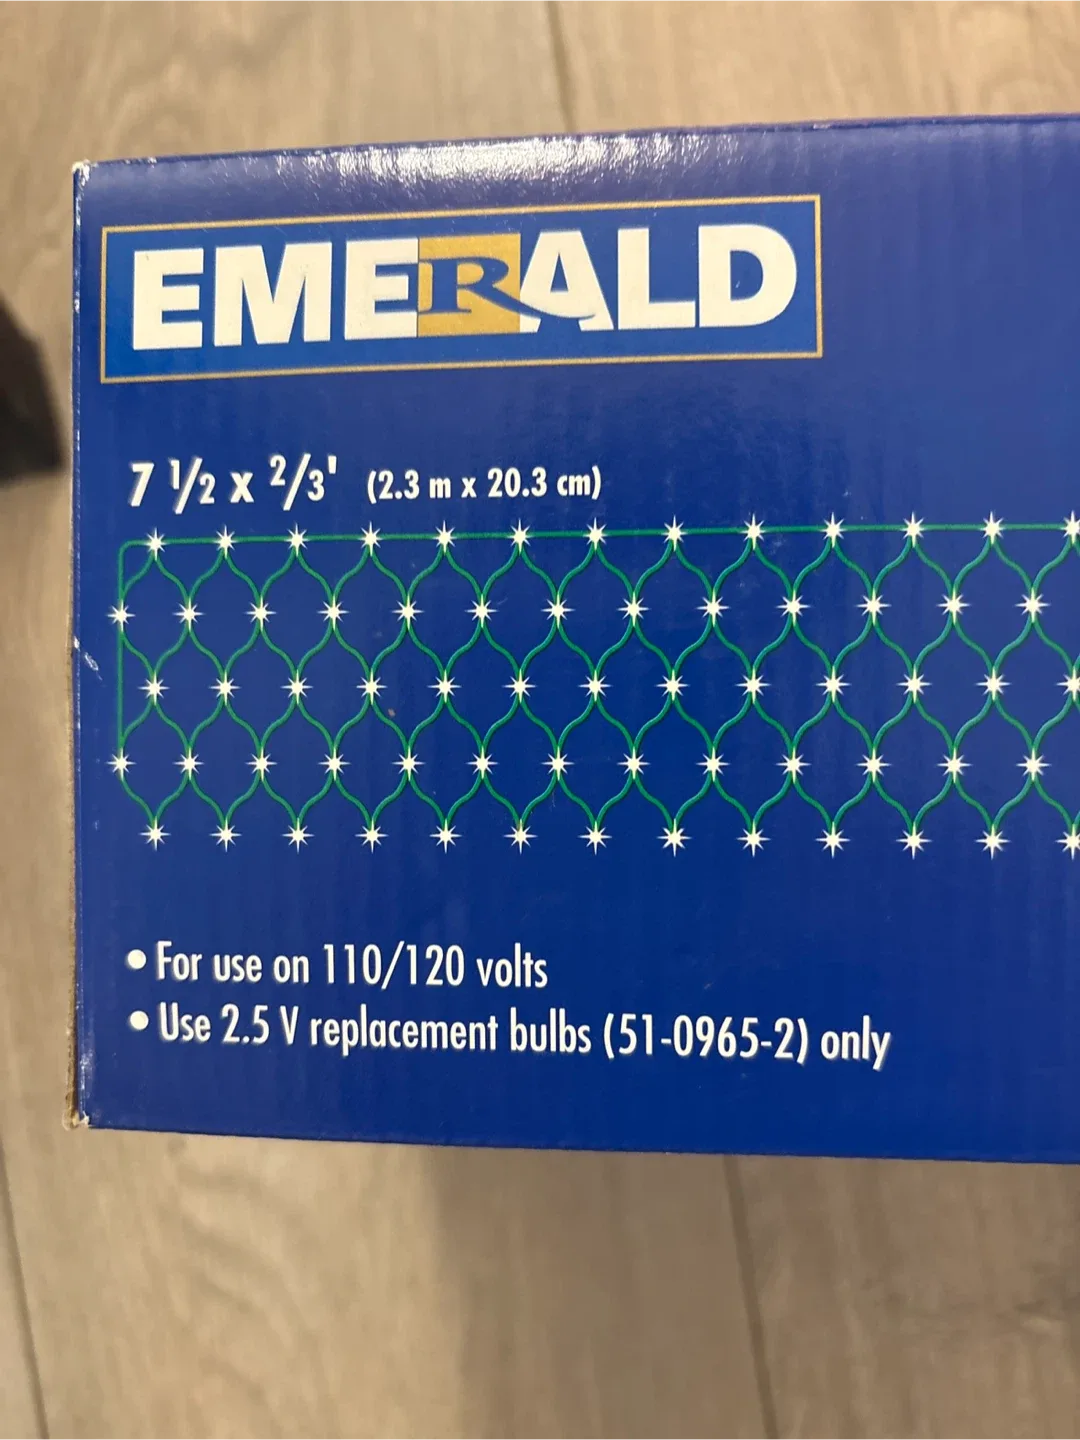 EMERALD
7 1/2 x 2/3' (2.3 m x 20.3 cm)
• For use on 110/120 volts
• Use 2.5 V replacement bulbs (51-0965-2) only